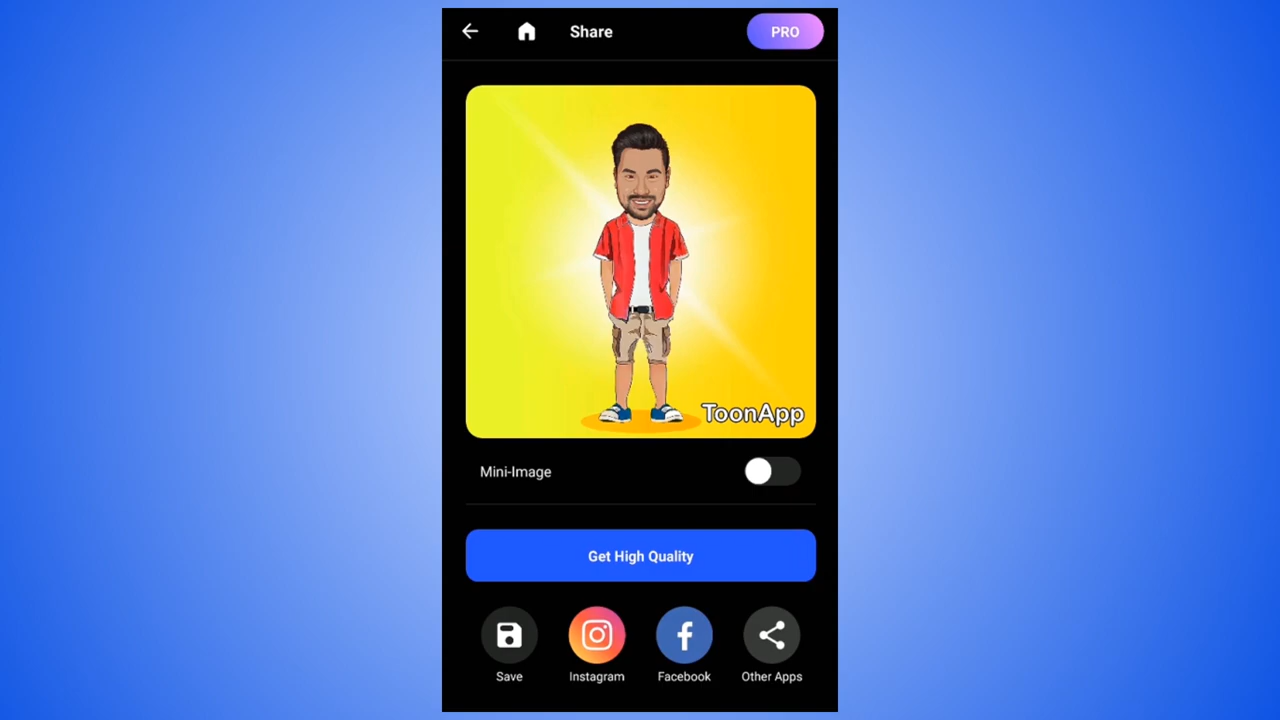 Share
PRO
ToonApp
Mini-Image
Get High Quality
Save
Instagram
Facebook
Other Apps